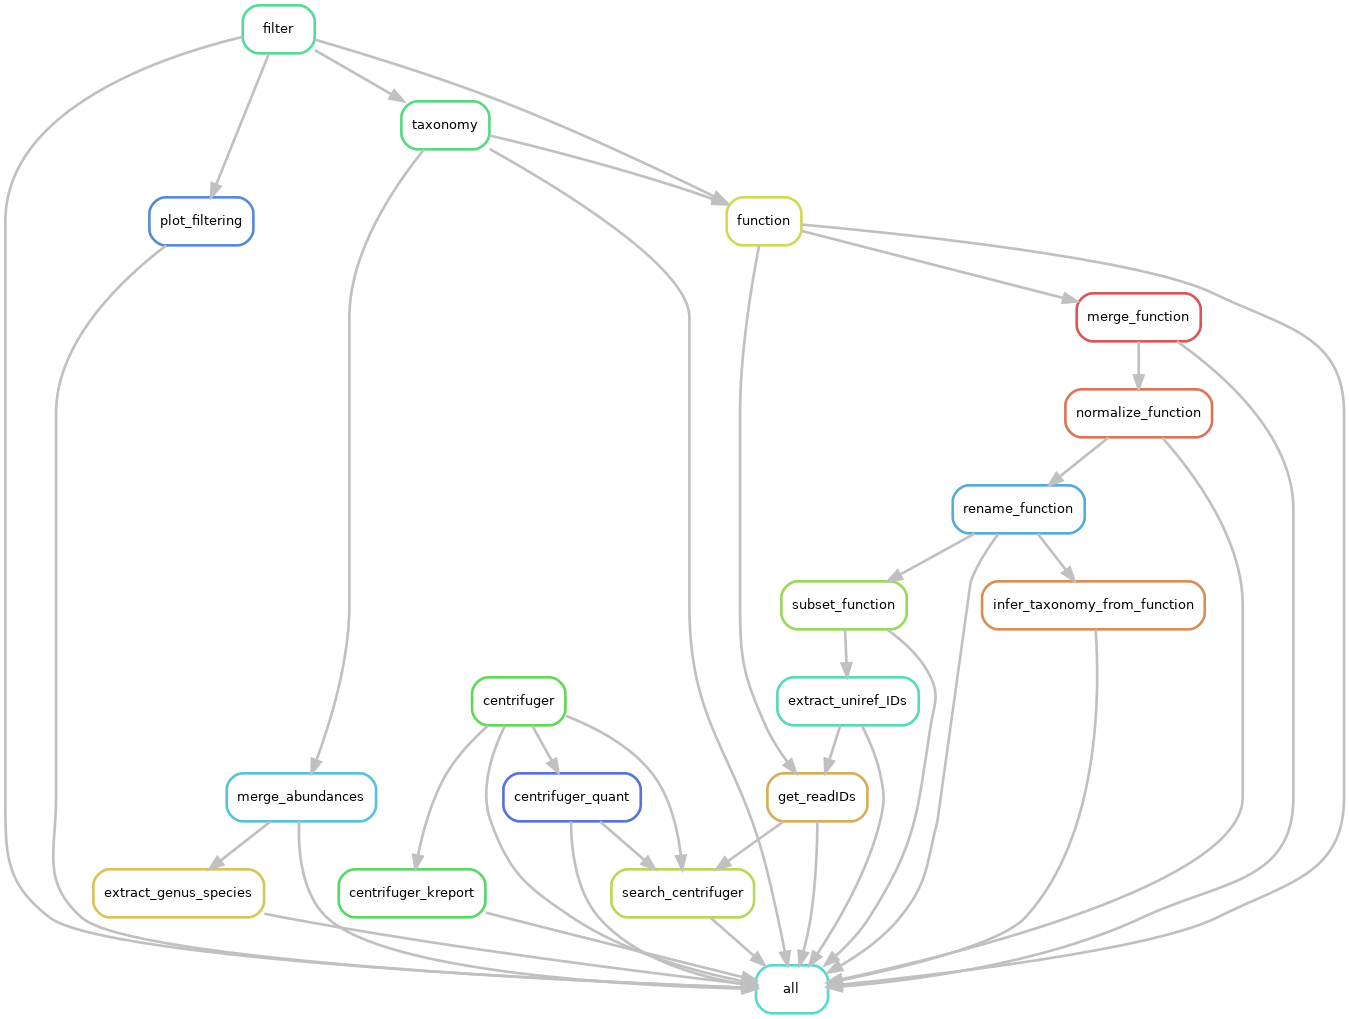 filter
taxonomy
plot_filtering
function
merge_function
normalize_function
rename_function
subset_function
infer_taxonomy_from_function
centrifuger
extract_uniref_IDs
merge_abundances
centrifuger_quant
get_readIDs
extract_genus_species
centrifuger_kreport
search_centrifuger
all